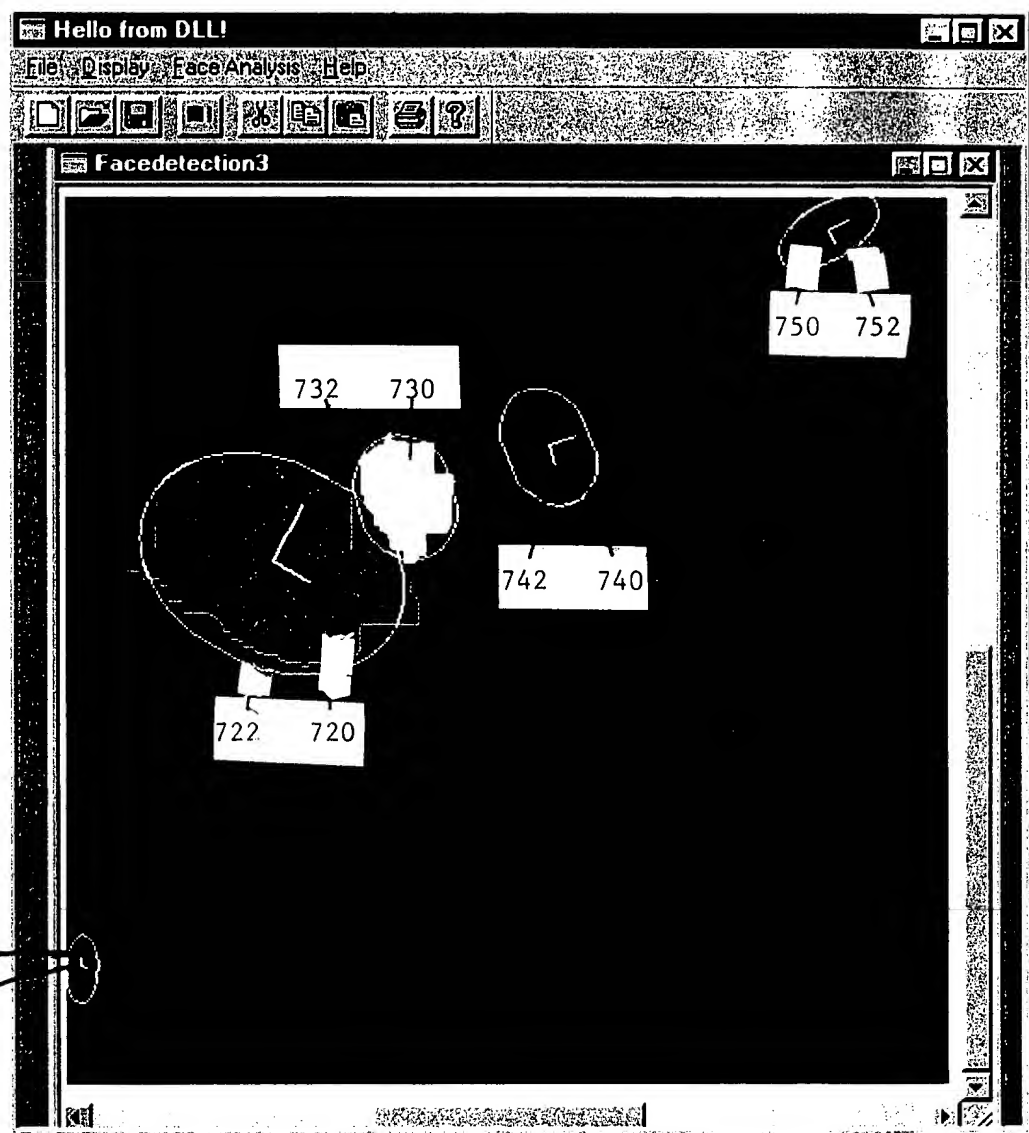 Hello from DLL!
File Display Face Analysis Help
Facedetection3
750 752
732 730
742 740
722 720